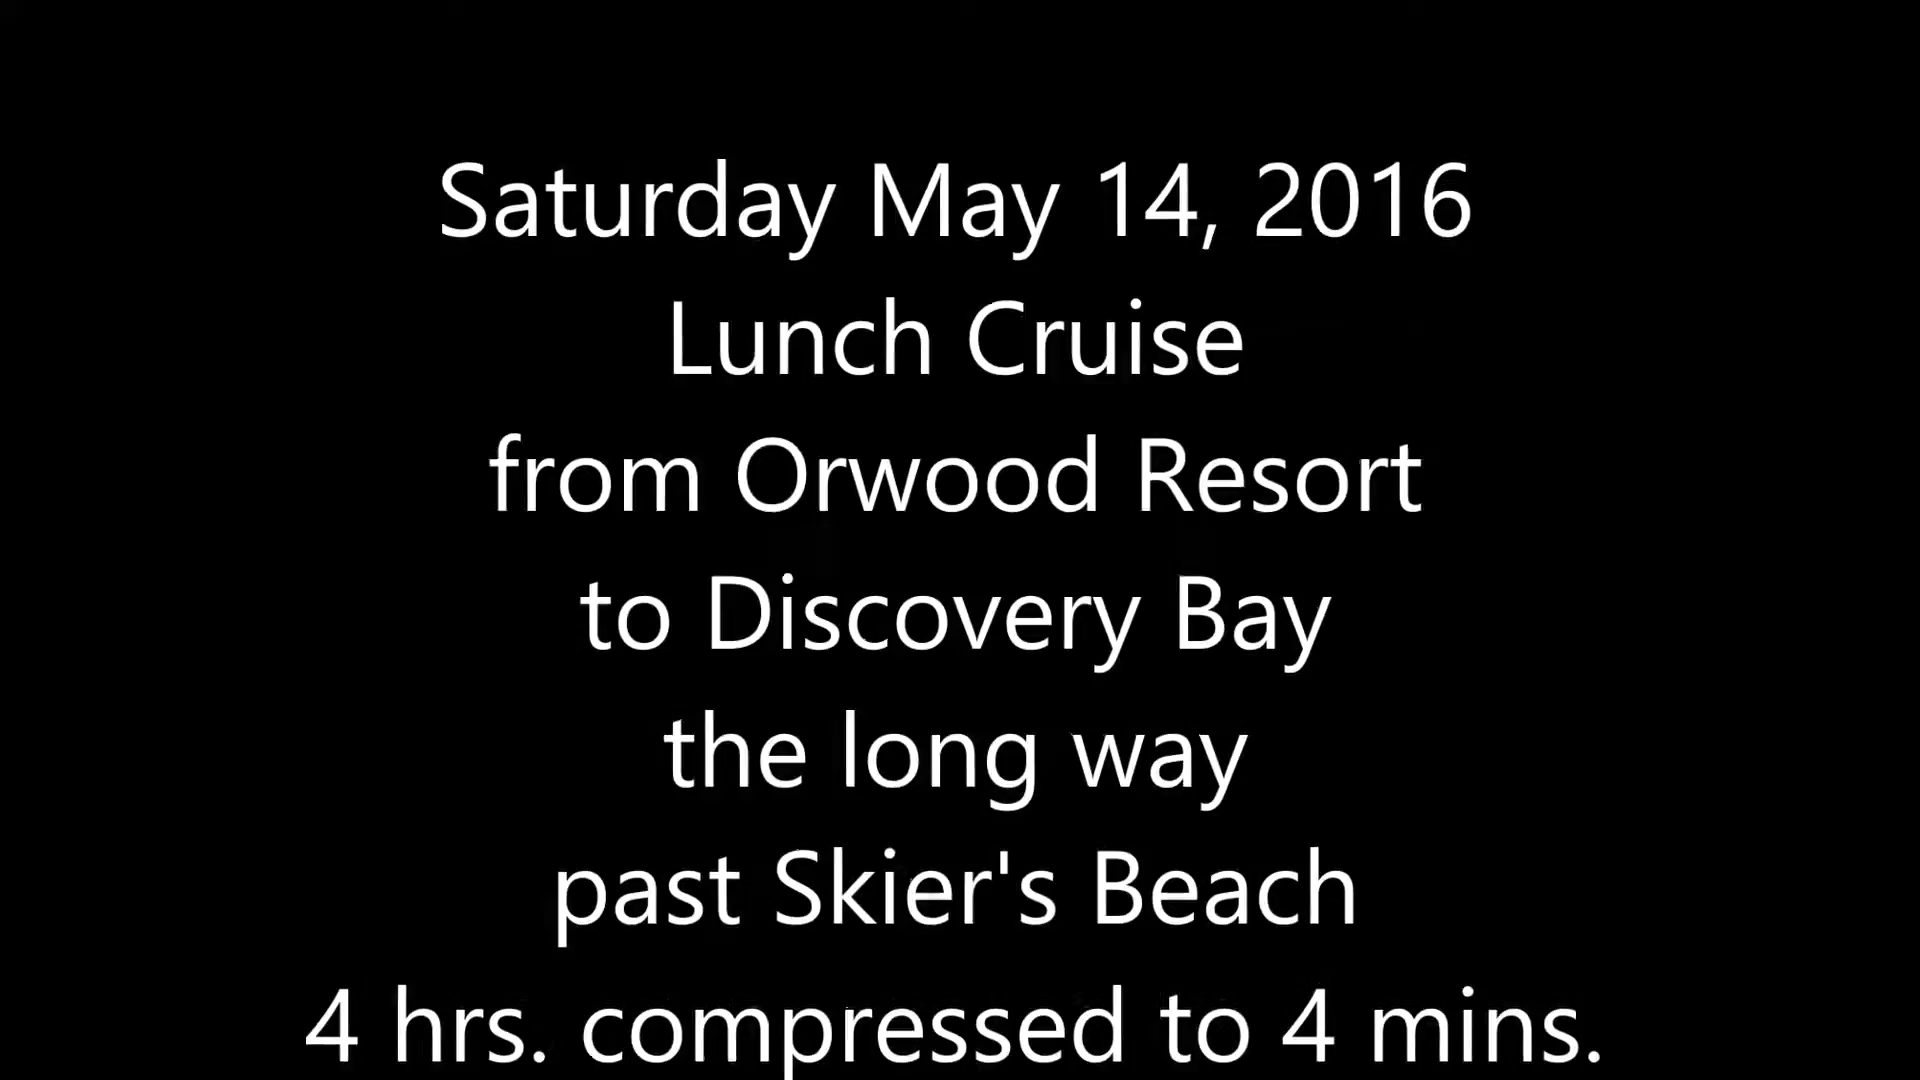 Saturday May 14, 2016
Lunch Cruise
from Orwood Resort
to Discovery Bay
the long way
past Skier's Beach
4 hrs. compressed to 4 mins.